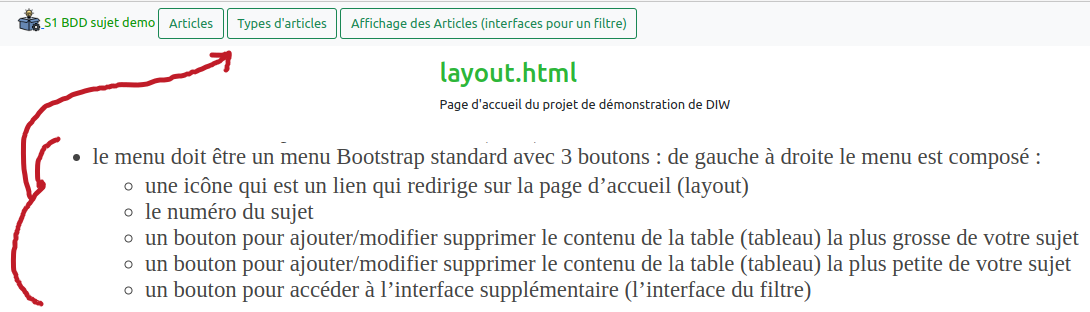 S1 BDD sujet demo Articles Types d'articles Affichage des Articles (interfaces pour un filtre)
layout.html
Page d'accueil du projet de démonstration de DIW
• le menu doit être un menu Bootstrap standard avec 3 boutons : de gauche à droite le menu est composé :
○ une icône qui est un lien qui redirige sur la page d’accueil (layout)
○ le numéro du sujet
○ un bouton pour ajouter/modifier supprimer le contenu de la table (tableau) la plus grosse de votre sujet
○ un bouton pour ajouter/modifier supprimer le contenu de la table (tableau) la plus petite de votre sujet
○ un bouton pour accéder à l’interface supplémentaire (l’interface du filtre)